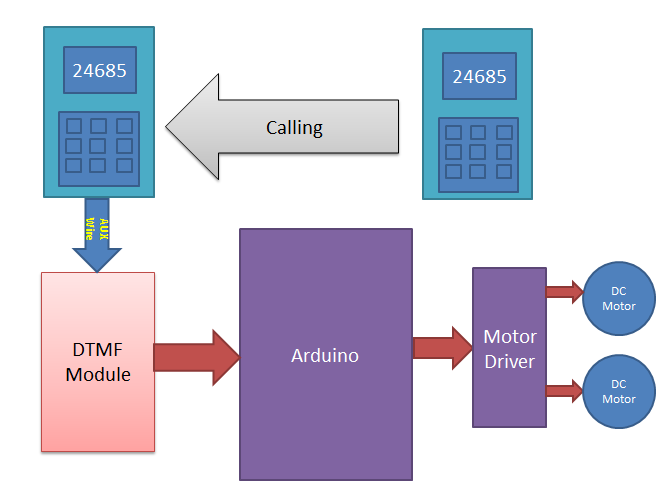 24685
24685
Calling
AUX
Wire
DTMF
Module
Arduino
Motor
Driver
DC
Motor
DC
Motor